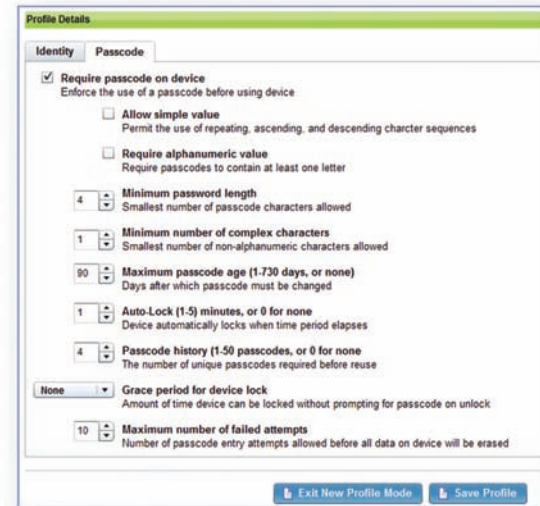 Profile Details
Identity
Passcode
Require passcode on device
Enforce the use of a passcode before using device
Allow simple value
Permit the use of repeating, ascending, and descending charcter sequences
Require alphanumeric value
Require passcodes to contain at least one letter
4 Minimum password length
Smallest number of passcode characters allowed
1 Minimum number of complex characters
Smallest number of non-alphanumeric characters allowed
90 Maximum passcode age (1-730 days, or none)
Days after which passcode must be changed
1 Auto-Lock (1-5) minutes, or 0 for none
Device automatically locks when time period elapses
4 Passcode history (1-50 passcodes, or 0 for none
The number of unique passcodes required before reuse
None Grace period for device lock
Amount of time device can be locked without prompting for passcode on unlock
10 Maximum number of failed attempts
Number of passcode entry attempts allowed before all data on device will be erased
Exit New Profile Mode
Save Profile